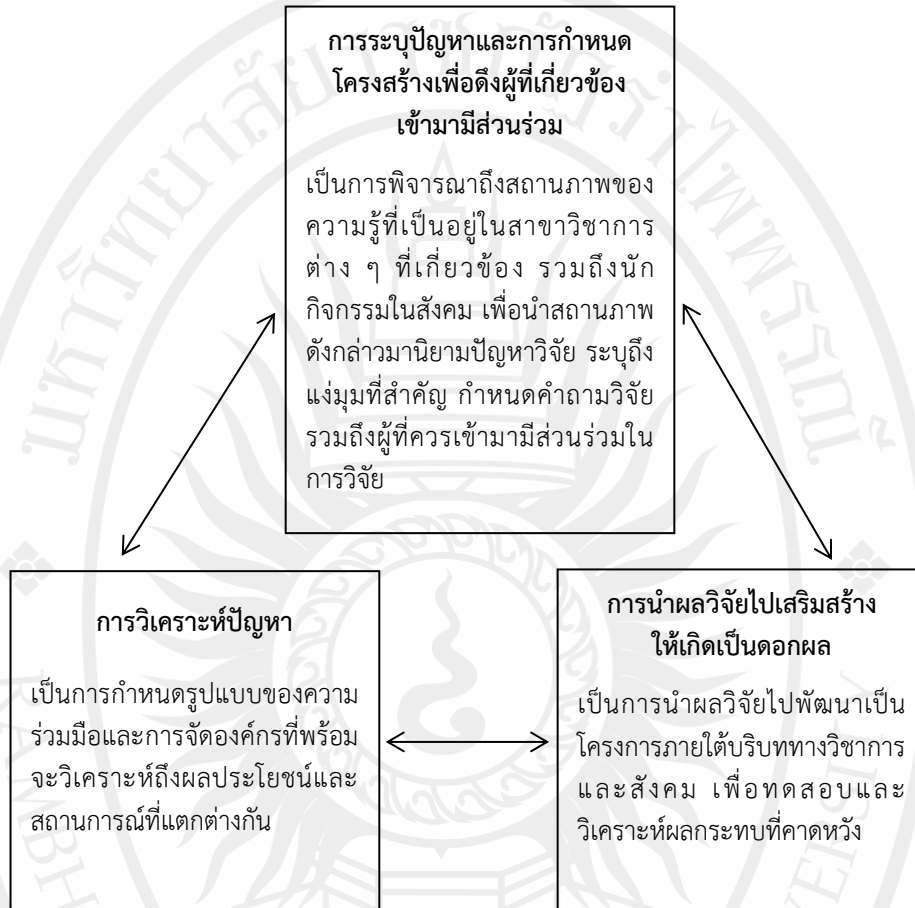 การระบุปัญหาและการกำหนด
โครงสร้างเพื่อดึงผู้ที่เกี่ยวข้อง
เข้ามามีส่วนร่วม
เป็นการพิจารณาถึงสถานภาพของ
ความรู้ที่เป็นอยู่ในสาขาวิชาการ
ต่าง ๆ ที่เกี่ยวข้อง รวมถึงนัก
กิจกรรมในสังคม เพื่อนำสถานภาพ
ดังกล่าวมานิยามปัญหาวิจัย ระบุถึง
แง่มุมที่สำคัญ กำหนดคำถามวิจัย
รวมถึงผู้ที่ควรเข้ามามีส่วนร่วมใน
การวิจัย
การวิเคราะห์ปัญหา
เป็นการกำหนดรูปแบบของความ
ร่วมมือและการจัดองค์กรที่พร้อม
จะวิเคราะห์ถึงผลประโยชน์และ
สถานการณ์ที่แตกต่างกัน
การนำผลวิจัยไปเสริมสร้าง
ให้เกิดเป็นดอกผล
เป็นการนำผลวิจัยไปพัฒนาเป็น
โครงการภายใต้บริบททางวิชาการ
และสังคม เพื่อทดสอบและ
วิเคราะห์ผลกระทบที่คาดหวัง